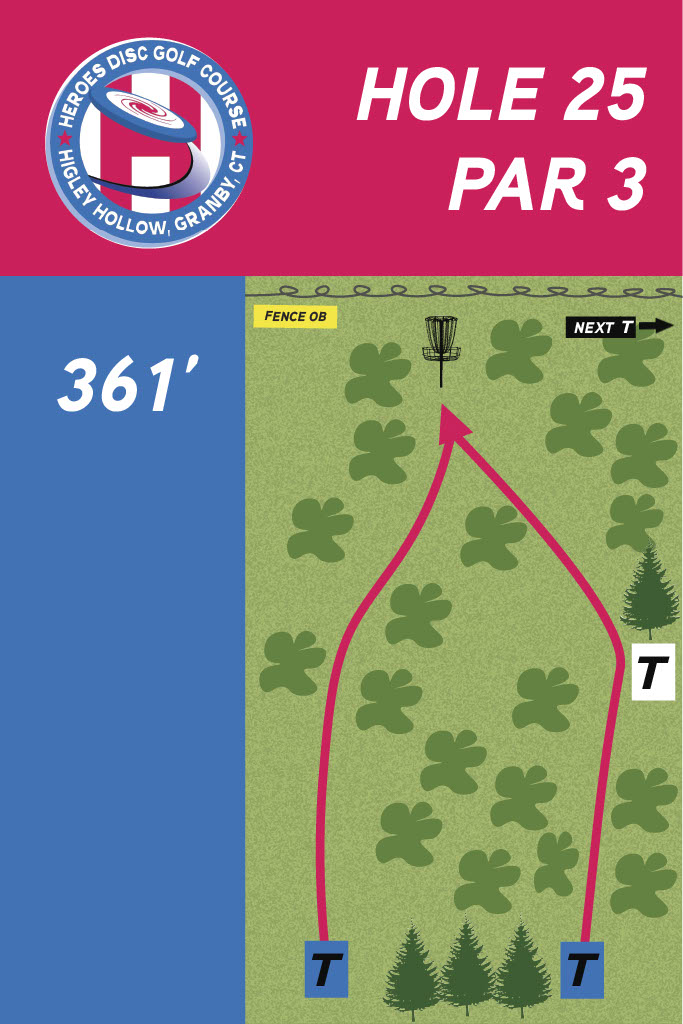 HEROES DISC GOLF COURSE
HIGLEY HOLLOW, GRANBY, CT
HOLE 25
PAR 3
361’
FENCE OB
NEXT T
T
T
T